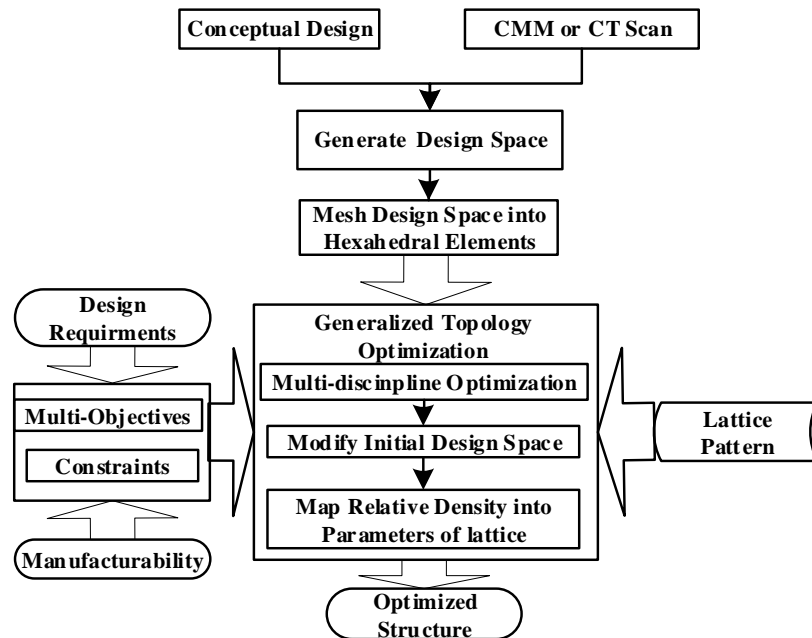 Conceptual Design
CMM or CT Scan
Generate Design Space
Mesh Design Space into
Hexahedral Elements
Design
Requirments
Generalized Topology
Optimization
Multi-discinpline Optimization
Multi-Objectives
Lattice
Pattern
Modify Initial Design Space
Constraints
Map Relative Density into
Parameters of lattice
Manufacturability
Optimized
Structure